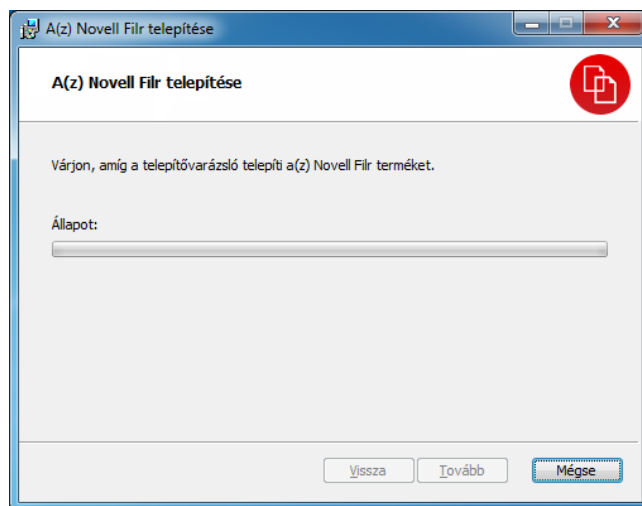 A(z) Novell Filr telepítése
A(z) Novell Filr telepítése
Várjon, amíg a telepítővarázsló telepíti a(z) Novell Filr terméket.
Állapot:
Vissza
Tovább
Mégse